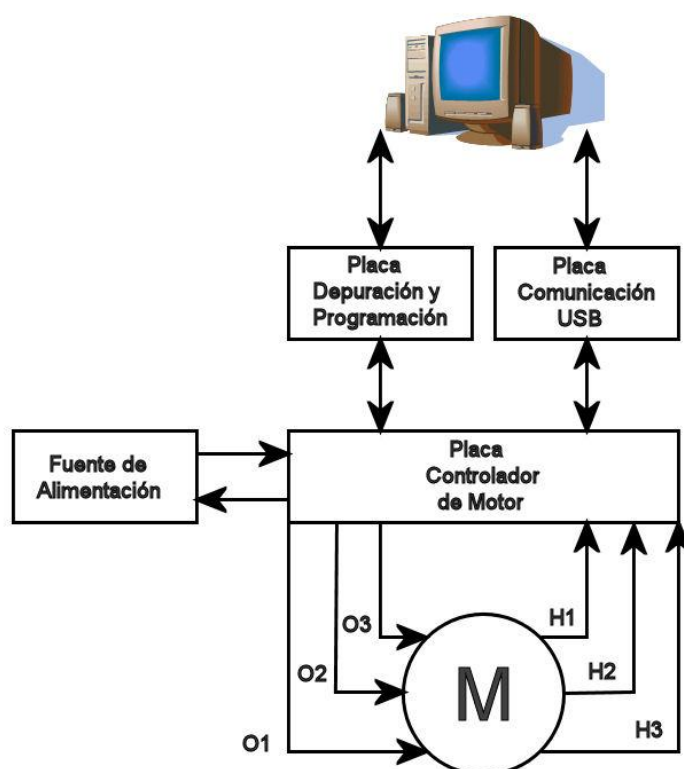 Placa
Depuración y
Programación
Placa
Comunicación
USB
Fuente de
Alimentación
Placa
Controlador
de Motor
O3
H1
O2
M
H2
O1
H3